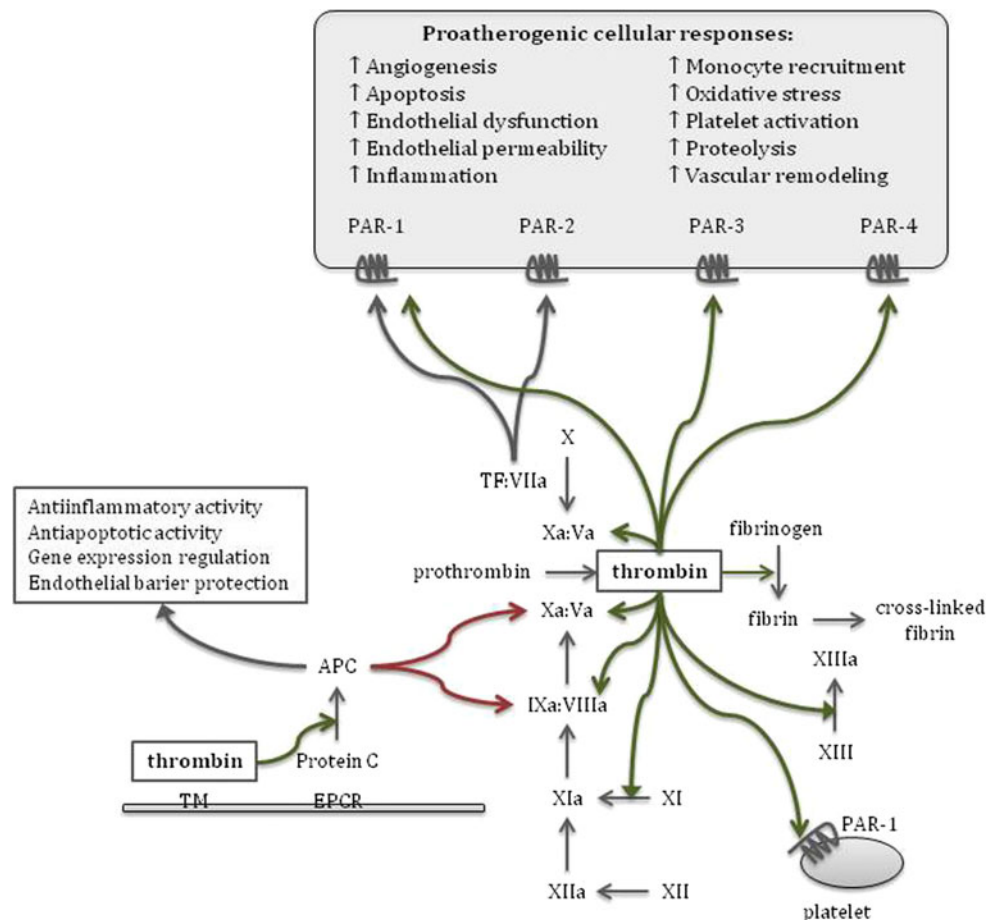 Proatherogenic cellular responses:
↑ Angiogenesis
↑ Apoptosis
↑ Endothelial dysfunction
↑ Endothelial permeability
↑ Inflammation
↑ Monocyte recruitment
↑ Oxidative stress
↑ Platelet activation
↑ Proteolysis
↑ Vascular remodeling
PAR-1
PAR-2
PAR-3
PAR-4
X
TF:VIIa
Antiinflammatory activity
Antiapoptotic activity
Gene expression regulation
Endothelial barier protection
Xa:Va
fibrinogen
prothrombin
thrombin
Xa:Va
fibrin
cross-linked
fibrin
APC
XIIIa
IXa:VIIIa
thrombin
Protein C
XIII
TM
EPCR
XIa
XI
PAR-1
XIIa
XII
platelet